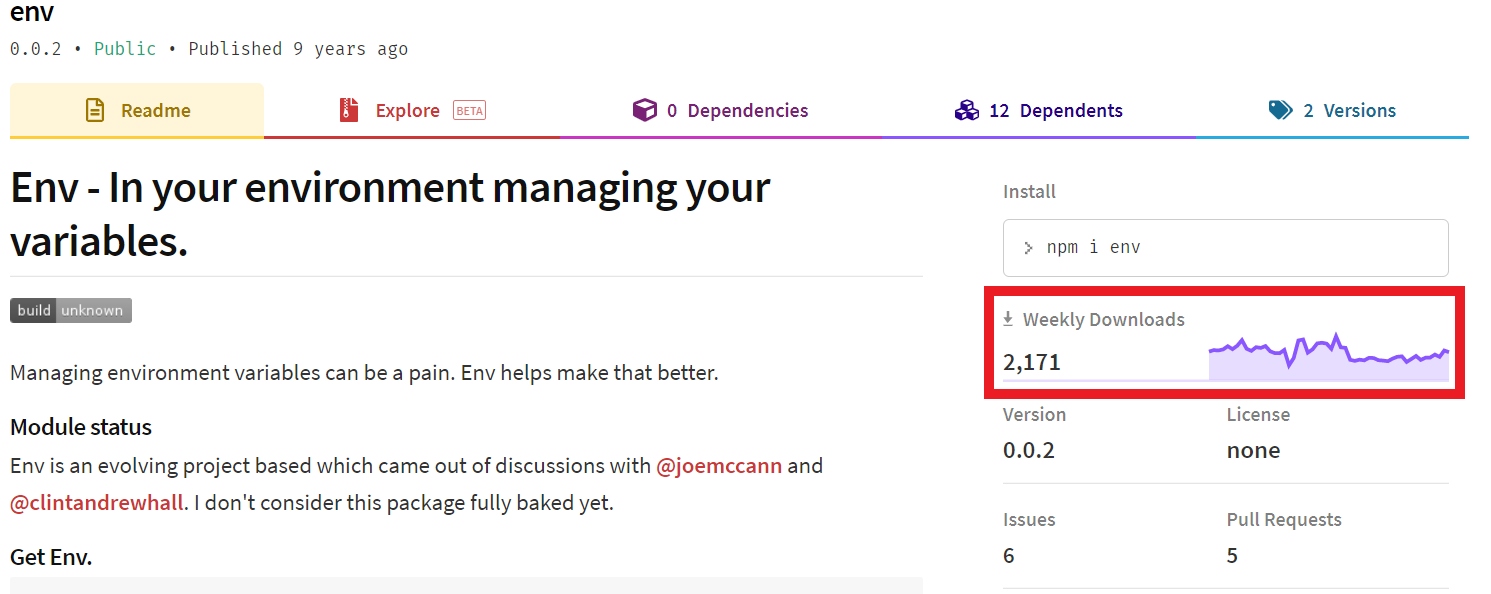 env
0.0.2 • Public • Published 9 years ago
Readme
Explore BETA
0 Dependencies
12 Dependents
2 Versions
Env - In your environment managing your
variables.
build unknown
Managing environment variables can be a pain. Env helps make that better.
Module status
Env is an evolving project based which came out of discussions with @joemccann and
@clintandrewhall. I don't consider this package fully baked yet.
Get Env.
Install
> npm i env
Weekly Downloads
2,171
Version
0.0.2
License
none
Issues
6
Pull Requests
5